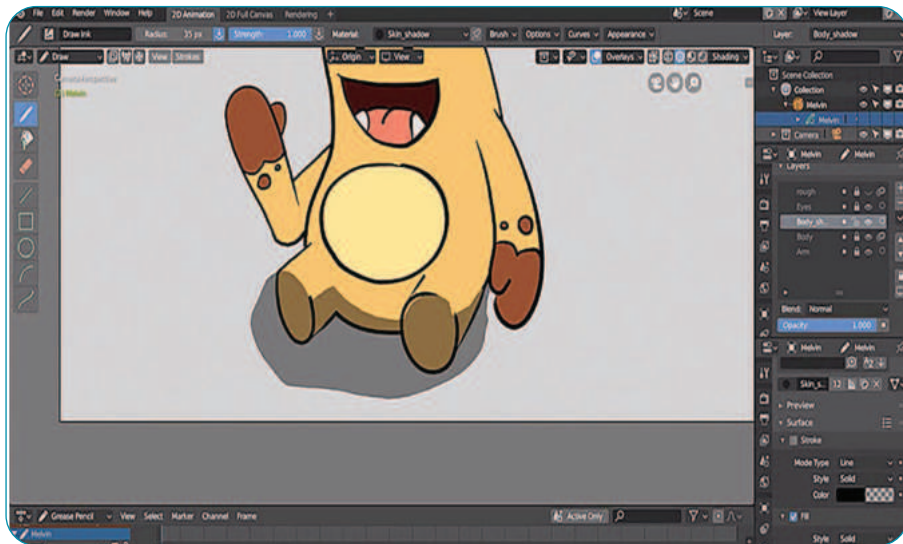 File Edit Render Window Help 2D Animation 2D Full Canvas Rendering + Scene View Layer
Draw Ink Radius: 35 px Strength: 1.000 Material: Skin_shadow Brush Options Curves Appearance Layer: Body_shadow
Draw View Strokes Origin View Overlays Shading
Scene Collection
Collection
Melvin
Melvin
Camera
Melvin Melvin
Layers
rough
Eyes
Body_sh..
Body
Arm
Blend: Normal
Opacity: 1.000
Melvin Melvin
Skin_s... 12
Preview
Surface
Stroke
Mode Type Line
Style Solid
Color
Fill
Style Solid
Grease Pencil View Select Marker Channel Frame Active Only
Melvin